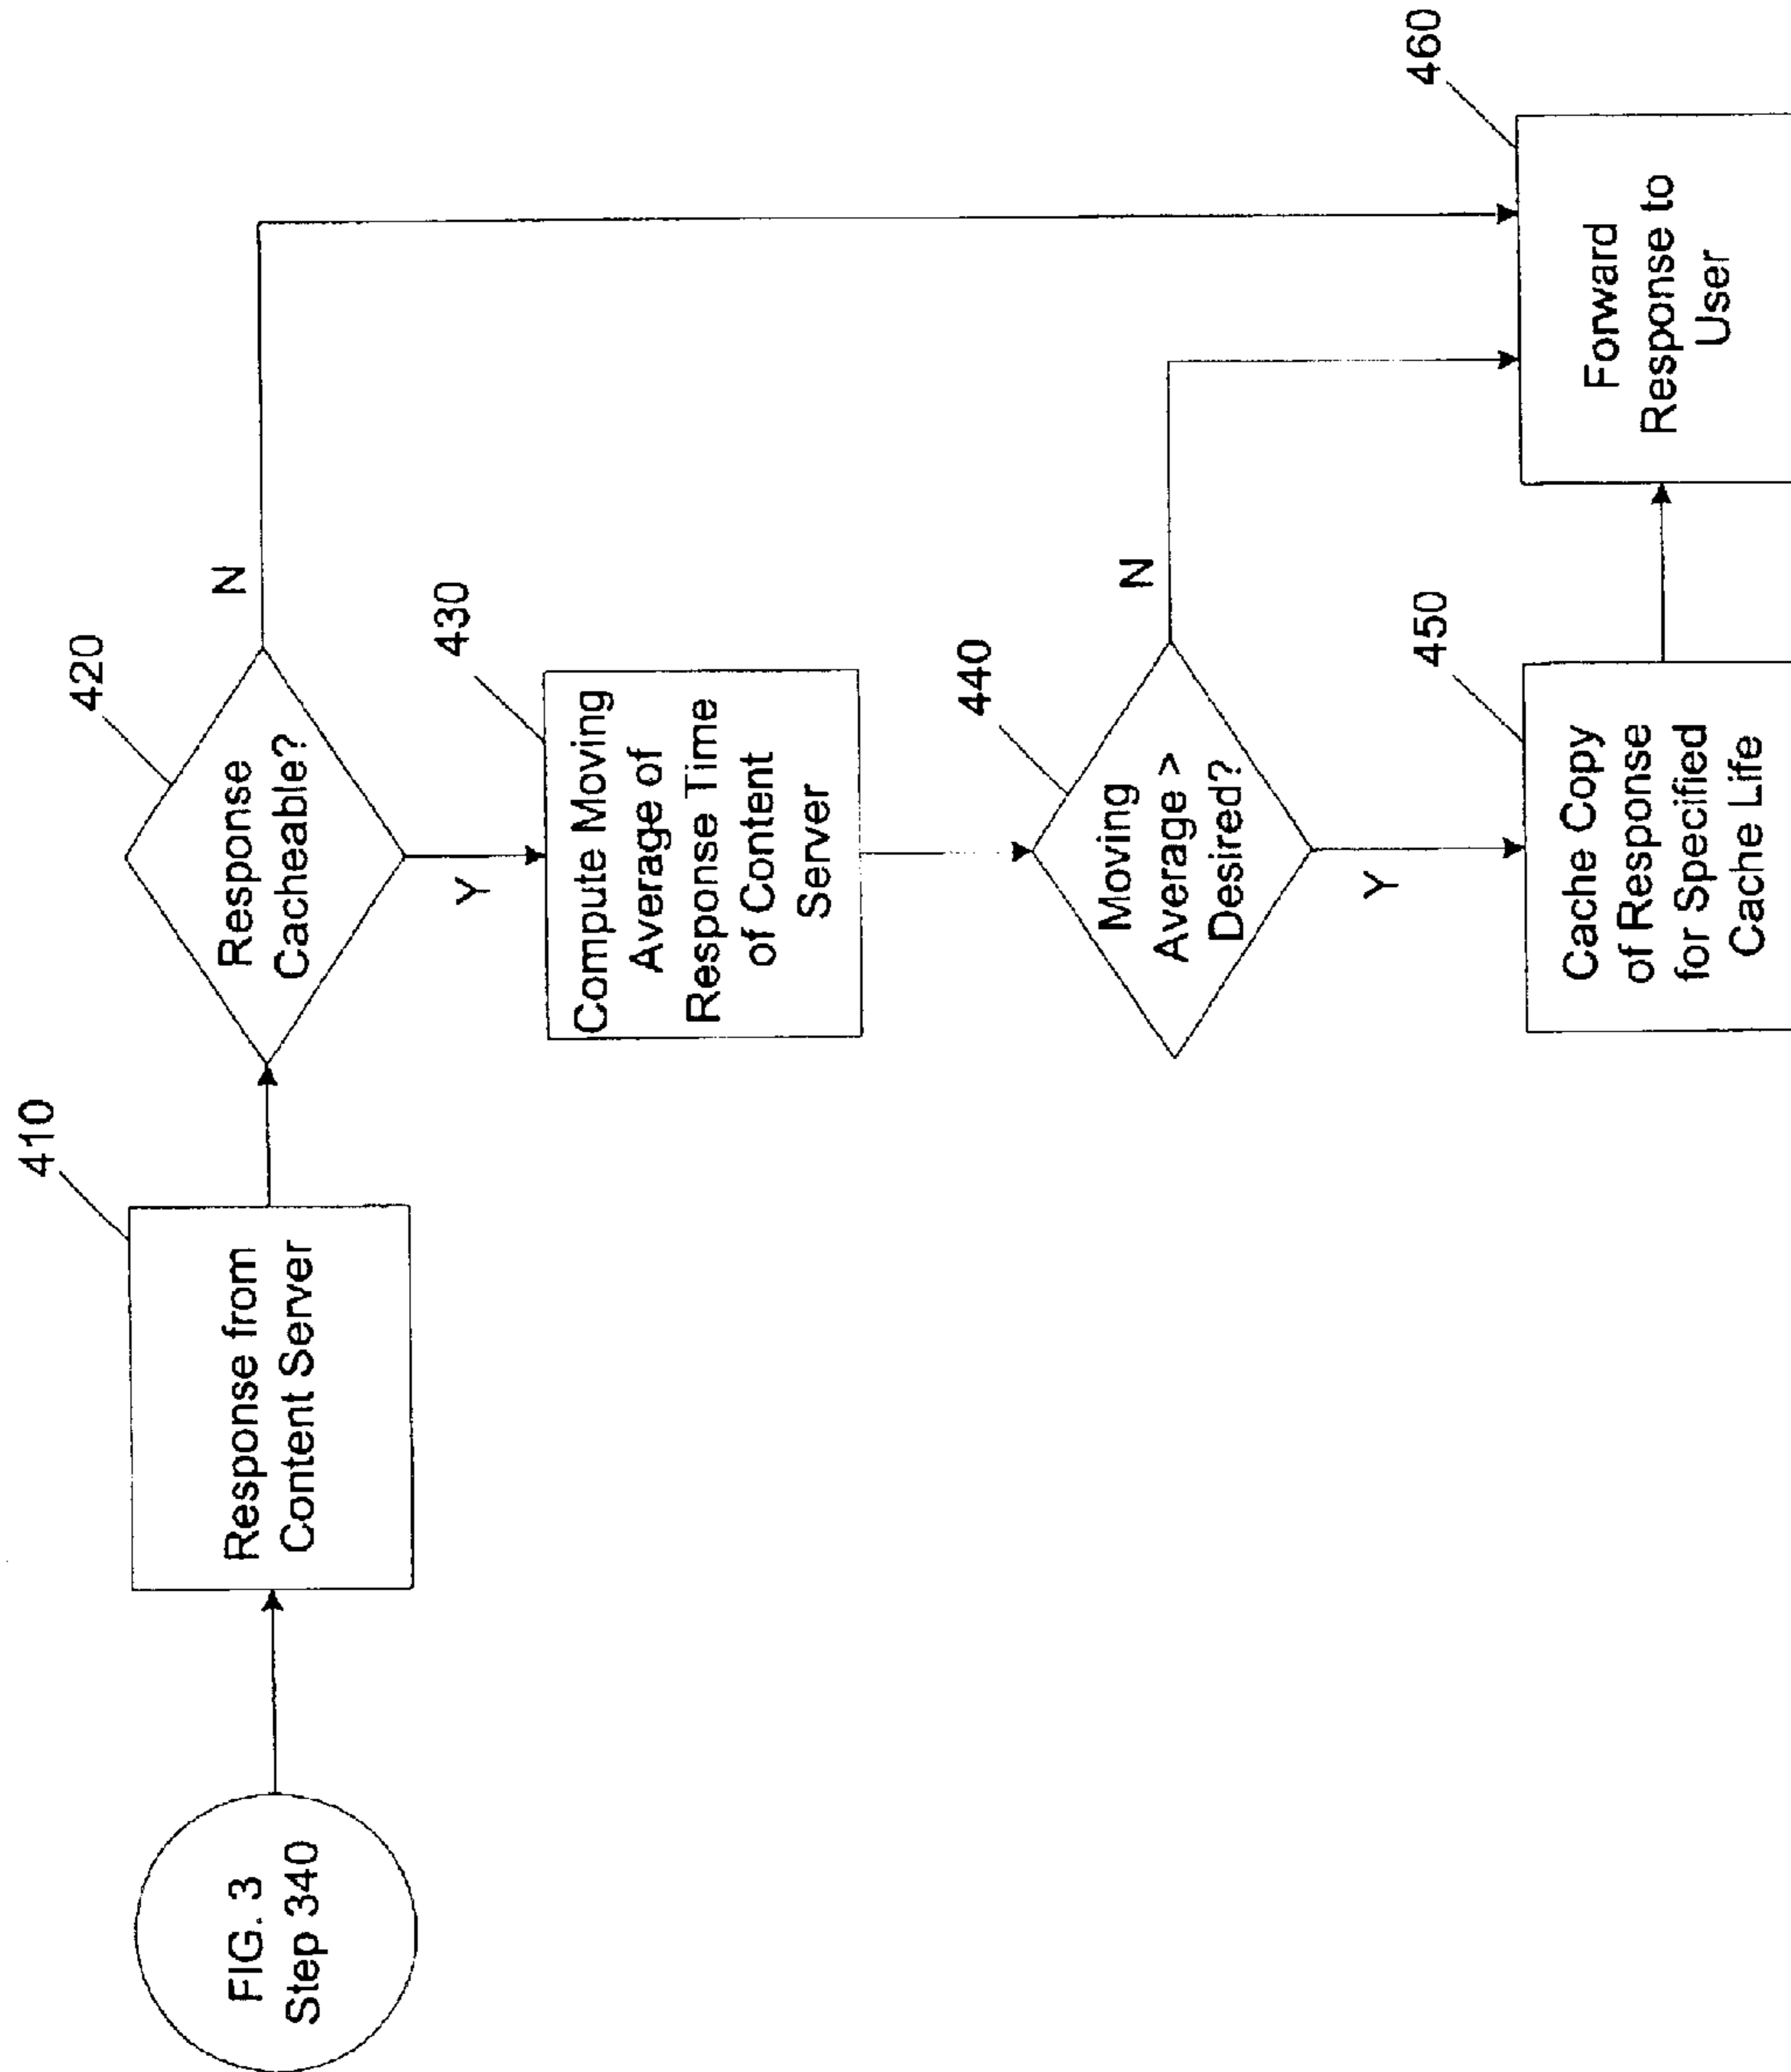 FIG. 3
Step 340
410
Response from
Content Server
420
Response
Cacheable?
N
Y
430
Compute Moving
Average of
Response Time
of Content
Server
440
Moving
Average >
Desired?
N
Y
450
Cache Copy
of Response
for Specified
Cache Life
460
Forward
Response to
User